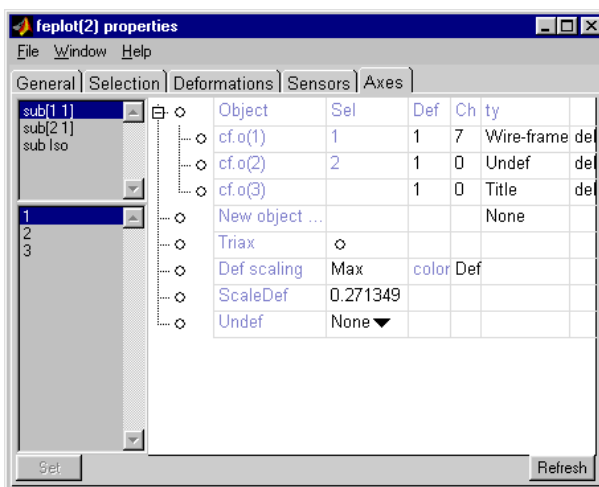 feplot(2) properties
File Window Help
General Selection Deformations Sensors Axes
sub[1 1]
sub[2 1]
sub Iso
1
2
3
Object Sel Def Ch ty
cf.o(1) 1 1 7 Wire-frame del
cf.o(2) 2 1 0 Undef del
cf.o(3) 1 0 Title del
New object ... None
Triax
Def scaling Max color Def
ScaleDef 0.271349
Undef None
Set Refresh